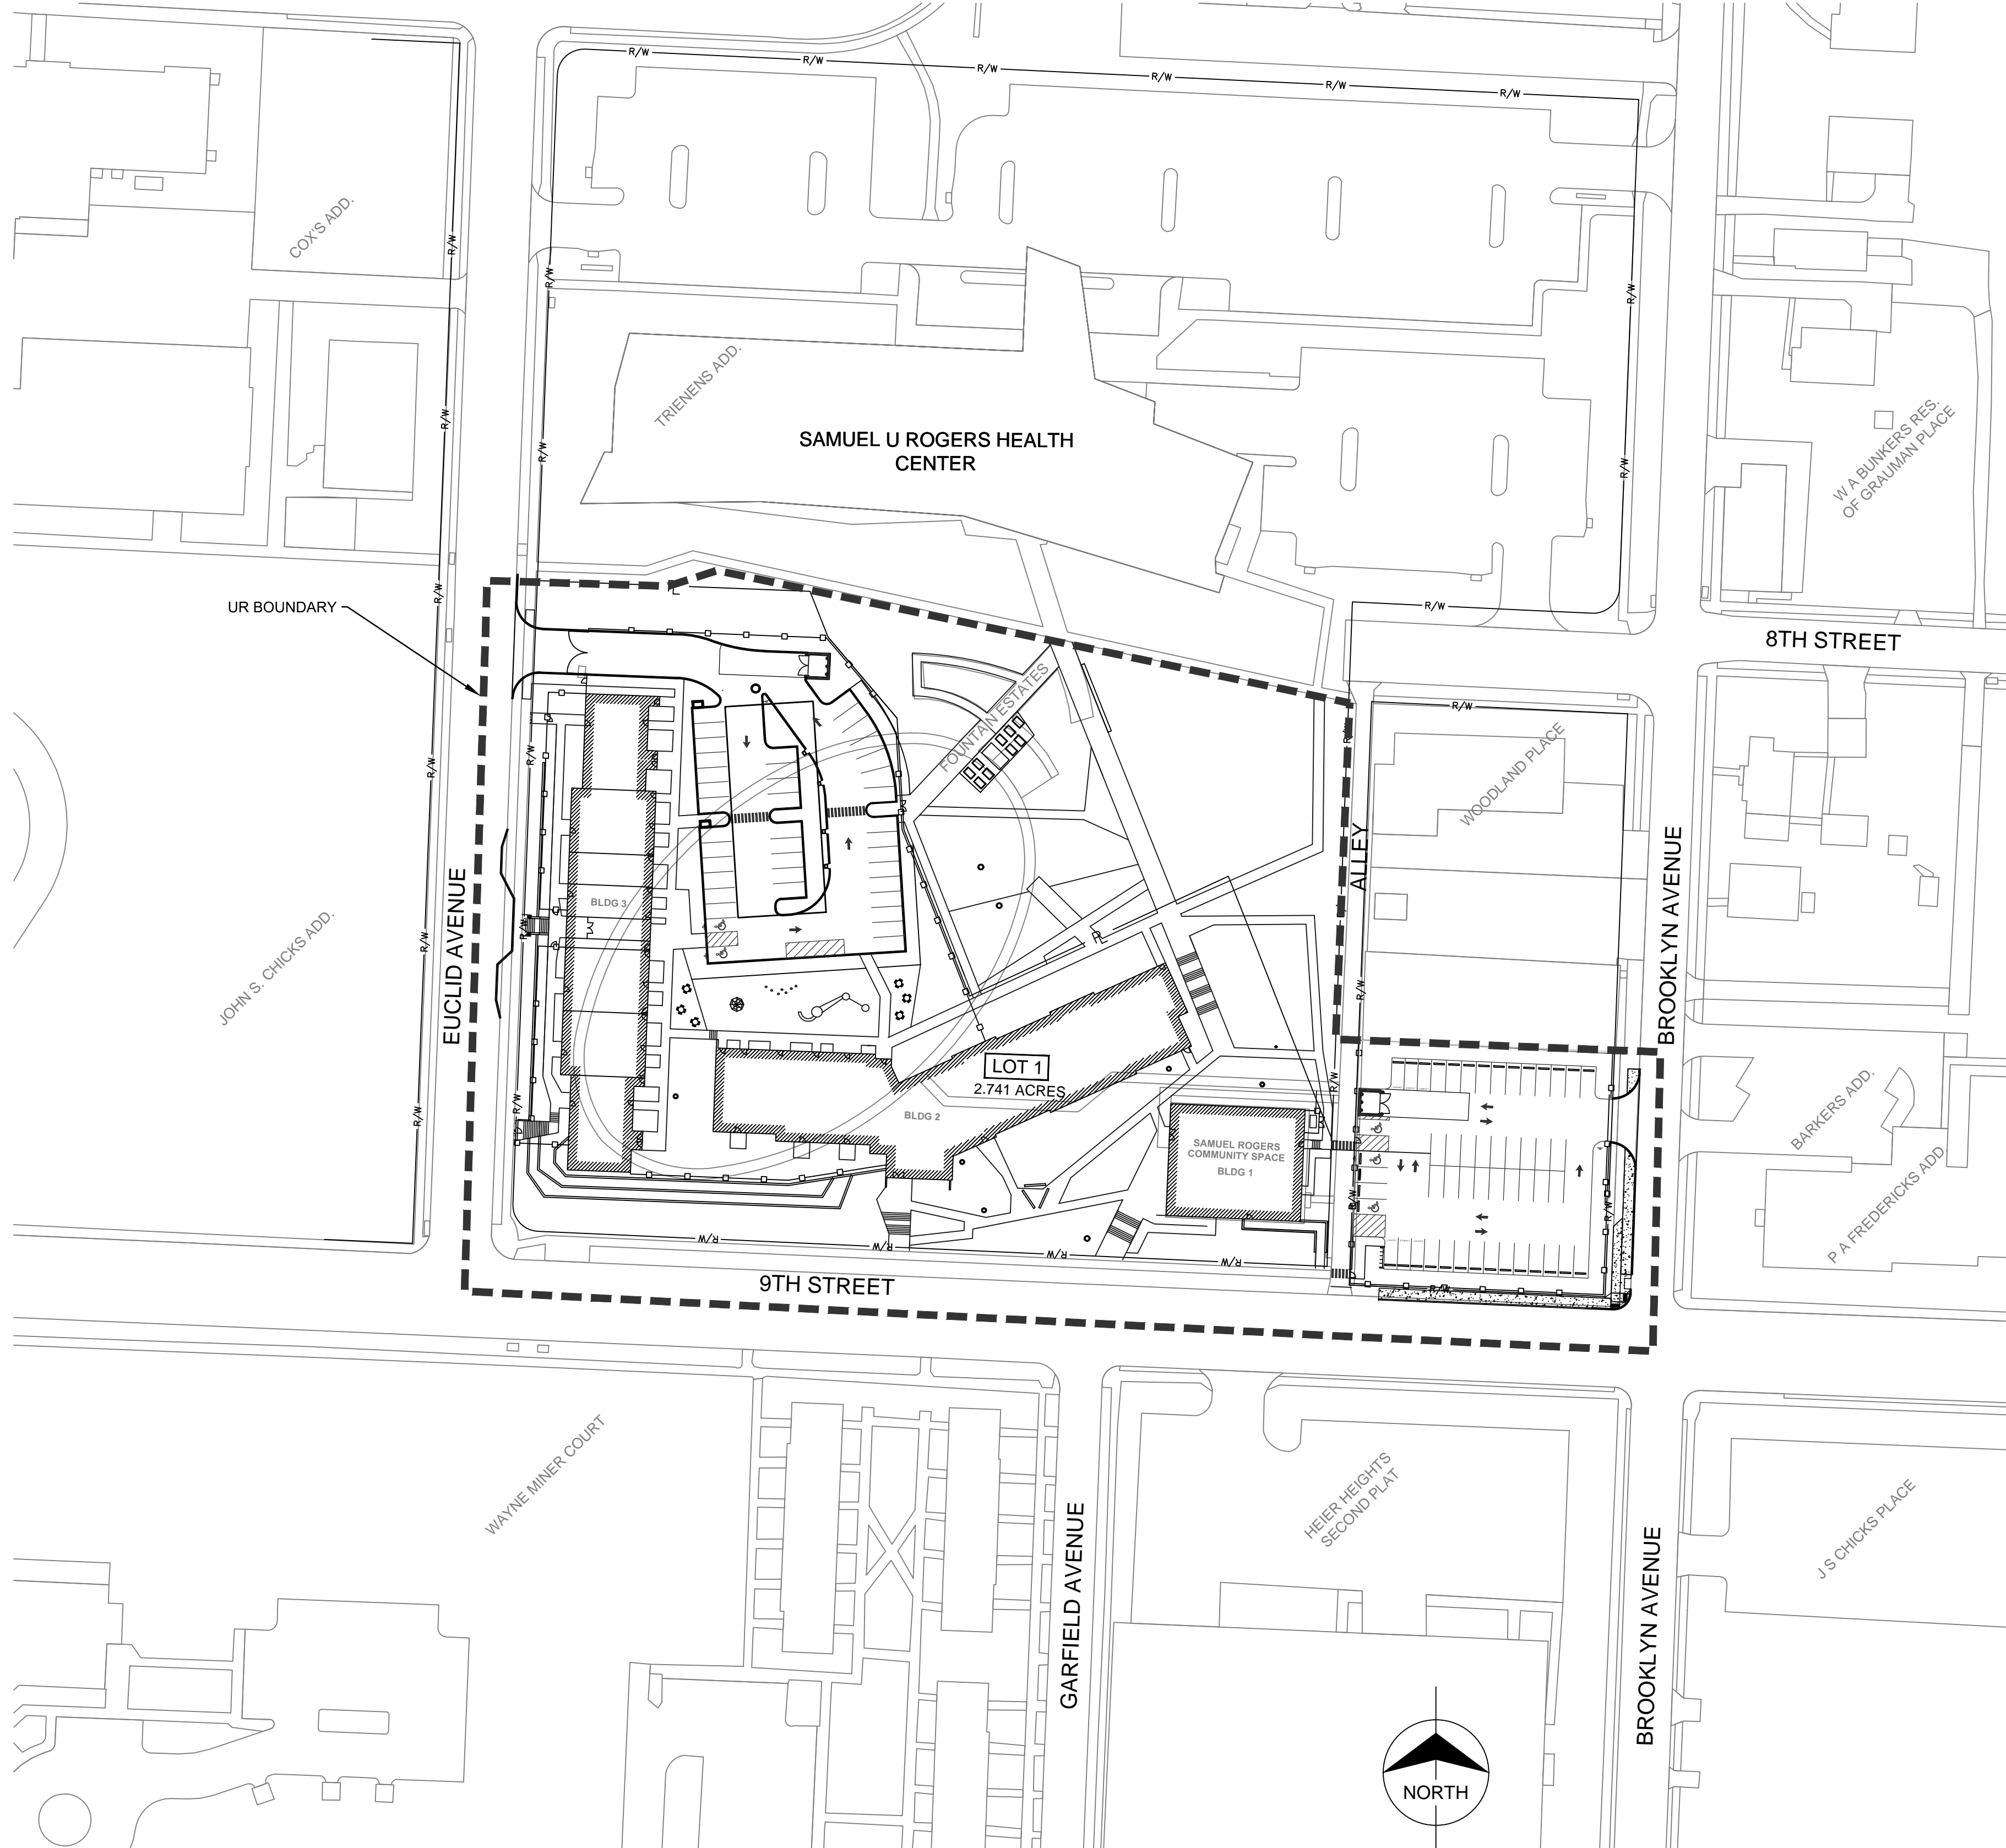 R/W
R/W
R/W
R/W
R/W
R/W
COX'S ADD.
R/W
R/W
R/W
TRIENENS ADD.
R/W
R/W
SAMUEL U ROGERS HEALTH
CENTER
R/W
R/W
W A BUNKERS RES.
OF GRAUMAN PLACE
R/W
R/W
UR BOUNDARY
8TH STREET
FOUNTAIN ESTATES
R/W
R/W
WOODLAND PLACE
R/W
R/W
ALLEY
BROOKLYN AVENUE
EUCLID AVENUE
BLDG 3
JOHN S. CHICKS ADD.
R/W
R/W
PL
R/W
LOT 1
2.741 ACRES
R/W
R/W
R/W
BLDG 2
SAMUEL ROGERS
COMMUNITY SPACE
BLDG 1
BARKERS ADD.
P A FREDERICKS ADD.
R/W
R/W
R/W
R/W
R/W
R/W
R/W
9TH STREET
WAYNE MINER COURT
HEIER HEIGHTS
SECOND PLAT
J S CHICKS PLACE
GARFIELD AVENUE
BROOKLYN AVENUE
NORTH